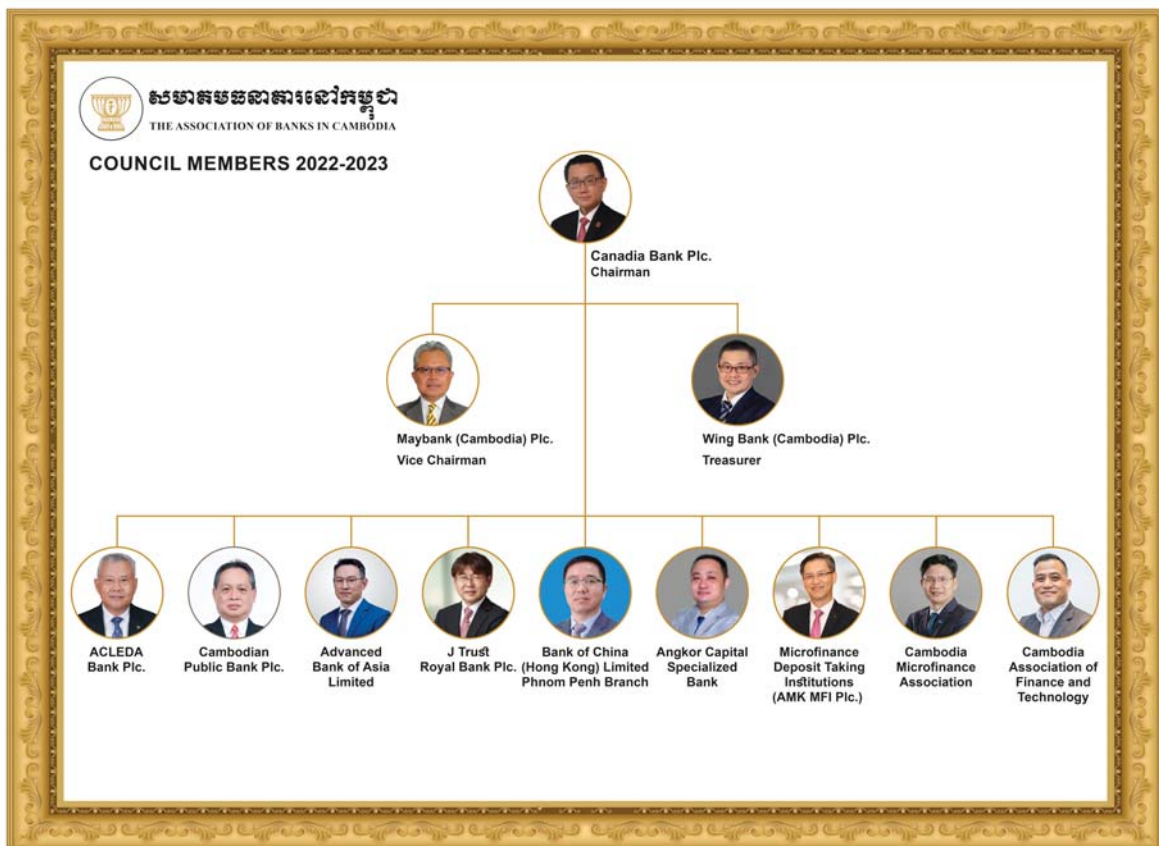 សមាគមធនាគារនៅកម្ពុជា
THE ASSOCIATION OF BANKS IN CAMBODIA
COUNCIL MEMBERS 2022-2023
Canadia Bank Plc.
Chairman
Maybank (Cambodia) Plc.
Vice Chairman
Wing Bank (Cambodia) Plc.
Treasurer
ACLEDA
Bank Plc.
Cambodian
Public Bank Plc.
Advanced
Bank of Asia
Limited
J Trust
Royal Bank Plc.
Bank of China
(Hong Kong) Limited
Phnom Penh Branch
Angkor Capital
Specialized
Bank
Microfinance
Deposit Taking
Institutions
(AMK MFI Plc.)
Cambodia
Microfinance
Association
Cambodia
Association of
Finance and
Technology